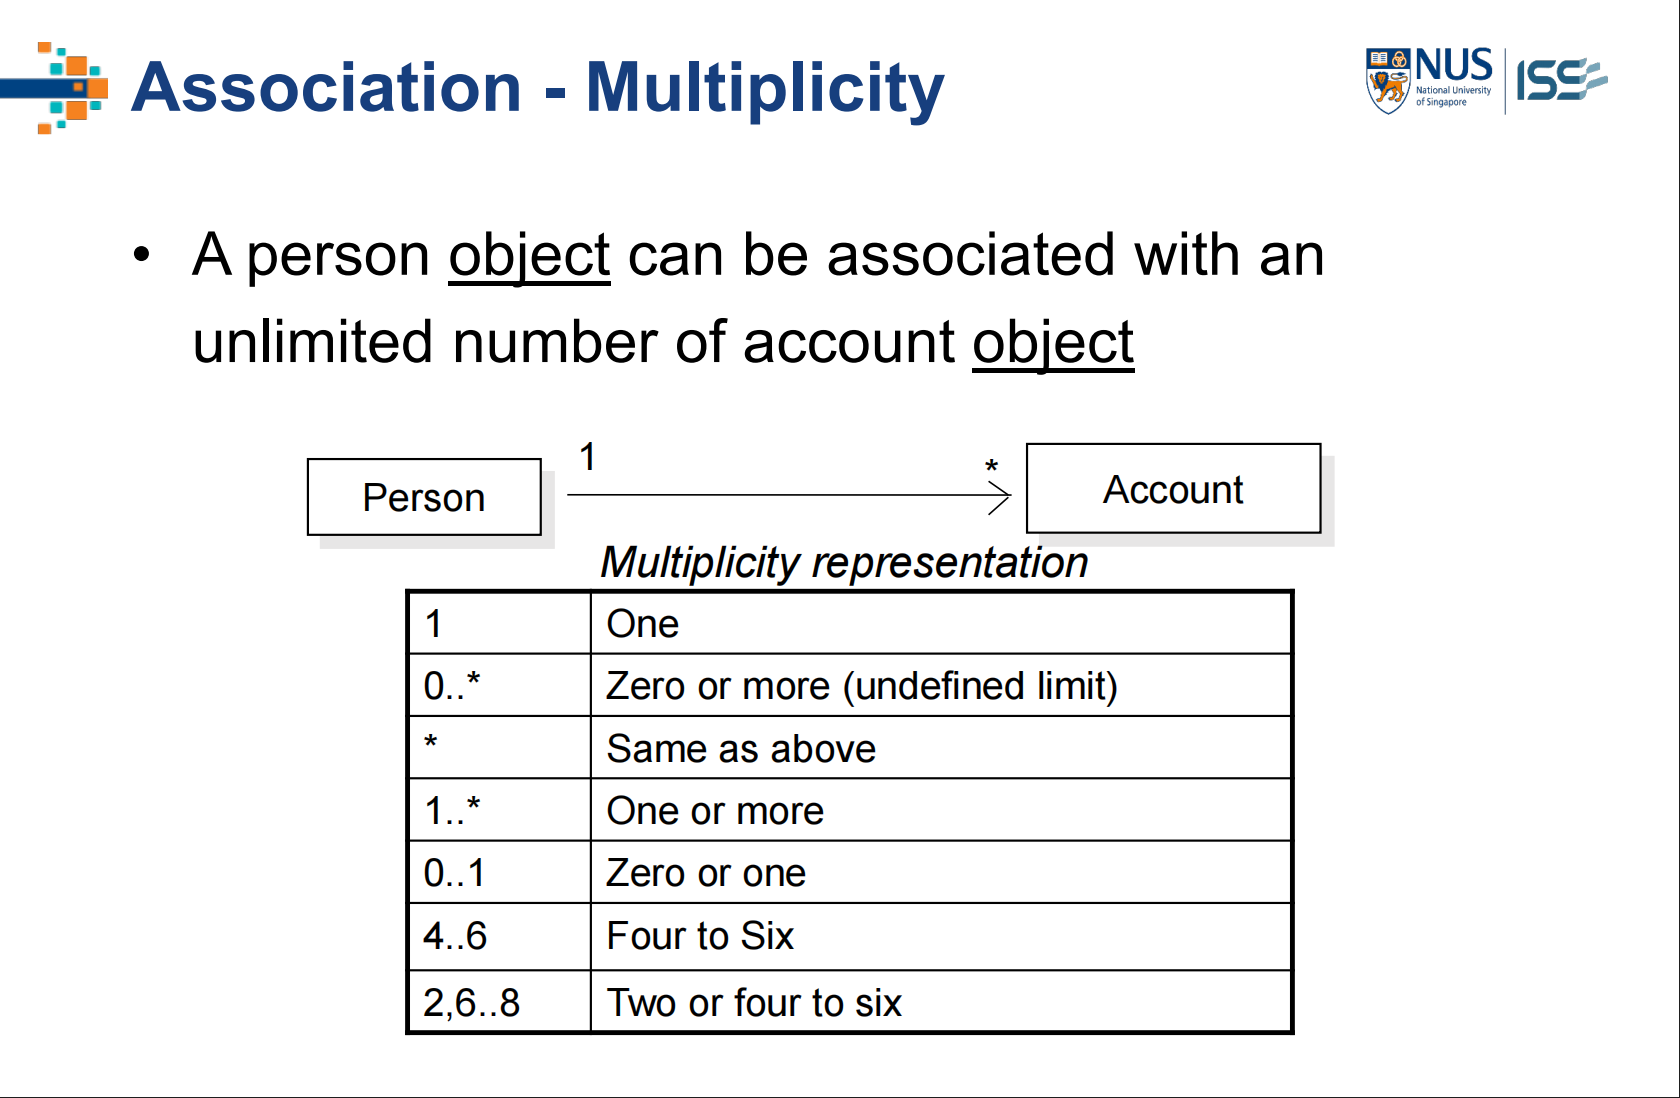 Association - Multiplicity
NUS
National University
of Singapore
ISS
• A person object can be associated with an
unlimited number of account object
Person
1
*
Account
Multiplicity representation
1 One
0..* Zero or more (undefined limit)
* Same as above
1..* One or more
0..1 Zero or one
4..6 Four to Six
2,6..8 Two or four to six